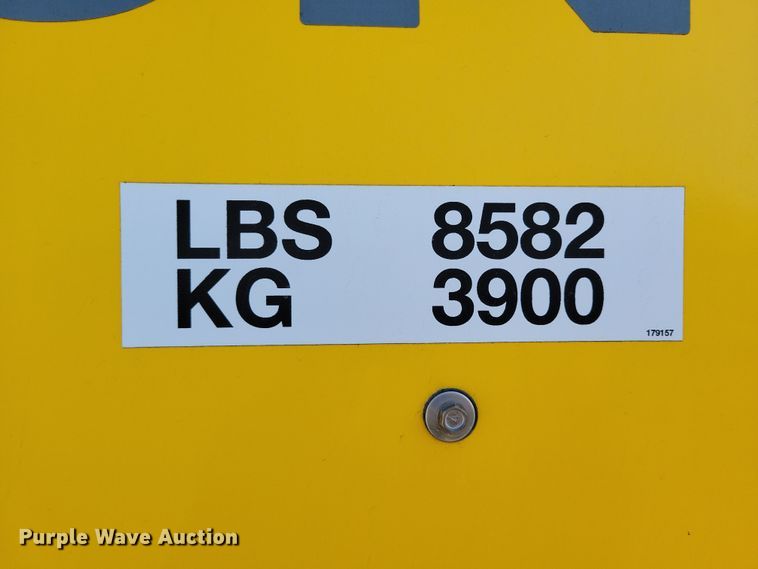 LBS 8582
KG 3900
179157
Purple Wave Auction